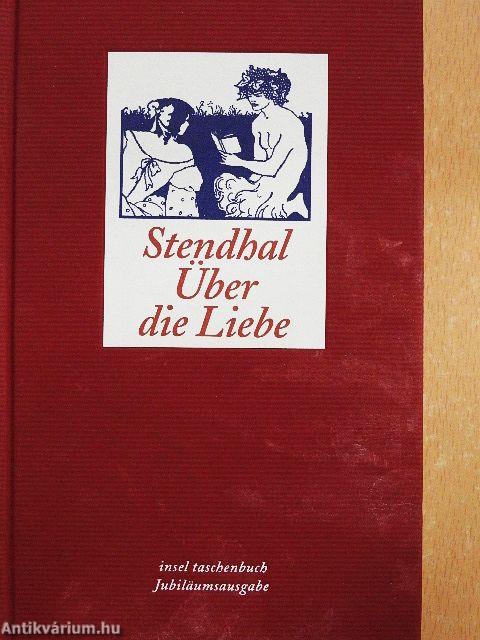 Stendhal
Über
die Liebe
insel taschenbuch
Jubiläumsausgabe
Antikvárium.hu